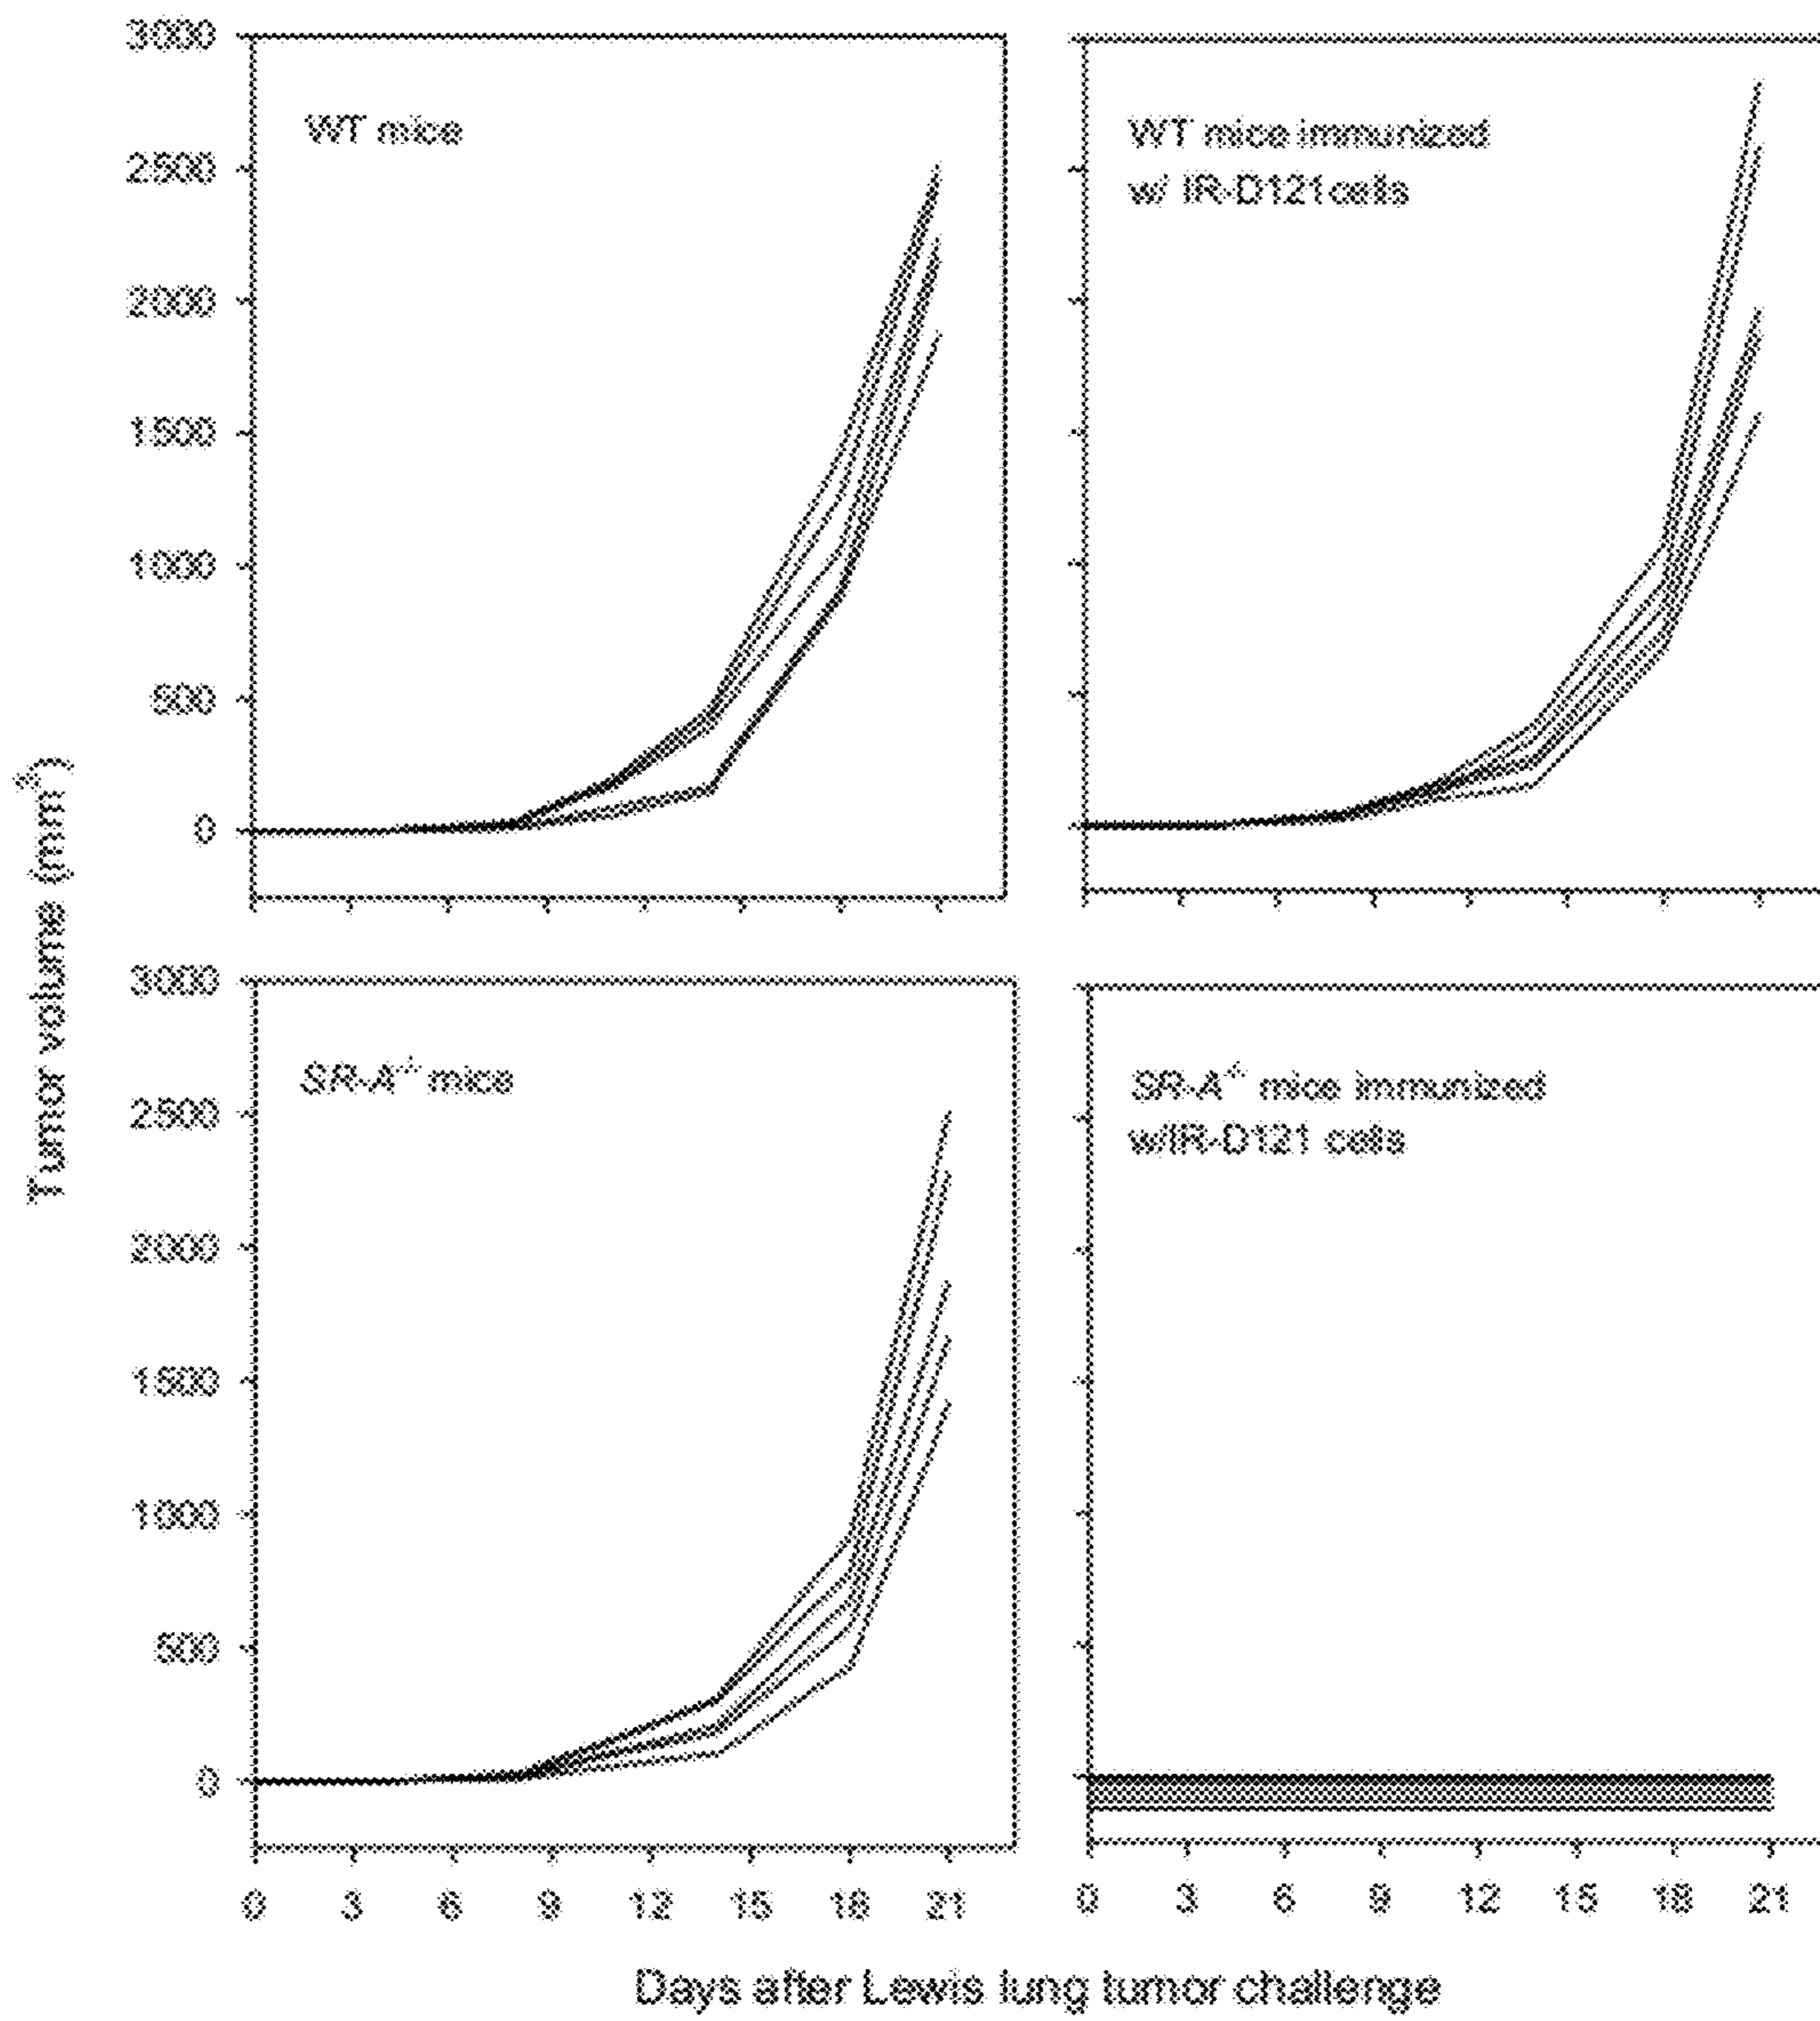 3000
2500
2000
1500
1000
500
0
WT mice
WT mice immunized
w/ IR-D121cells
Tumor volume (mm³)
3000
2500
2000
1500
1000
500
0
SR-A-/- mice
SR-A-/- mice immunized
w/IR-D121 cells
0 3 6 9 12 15 18 21
0 3 6 9 12 15 18 21
Days after Lewis lung tumor challenge